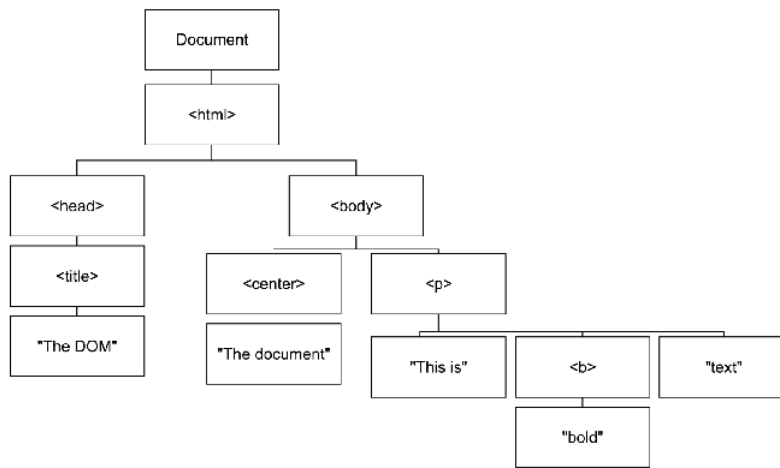 Document
<html>
<head>
<body>
<title>
<center>
<p>
"The DOM"
"The document"
"This is"
<b>
"text"
"bold"